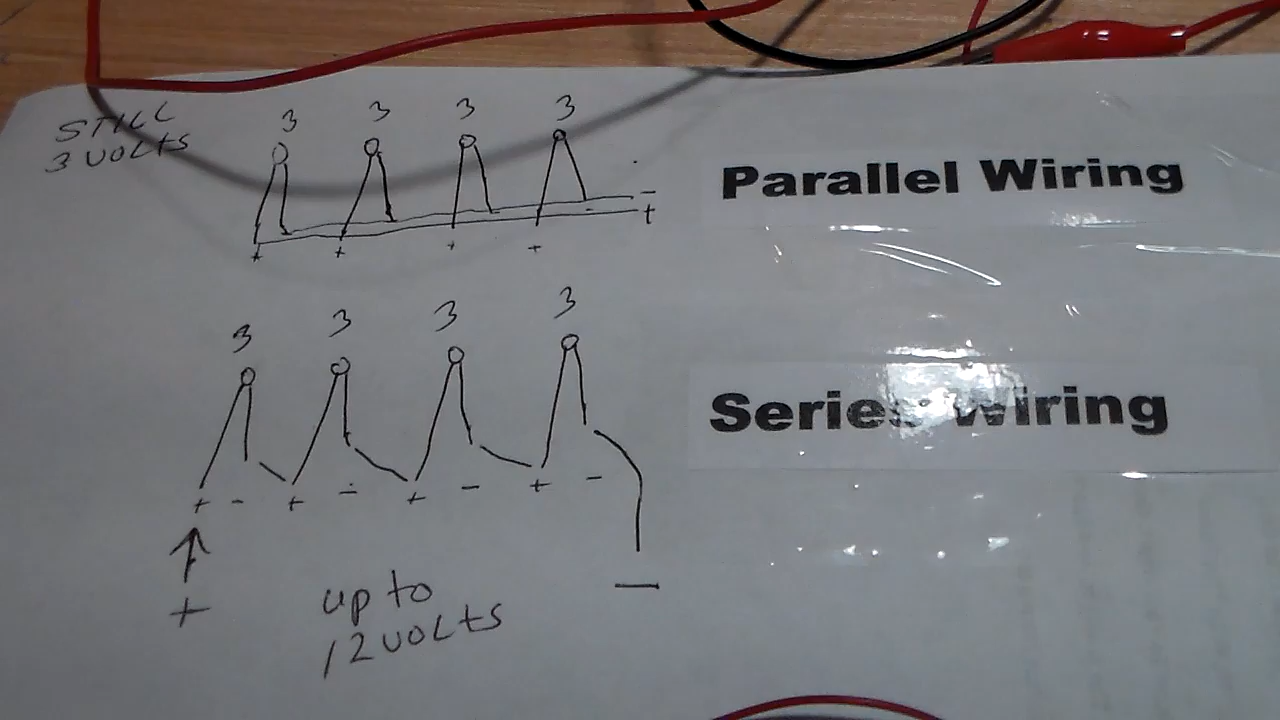 STILL
3 VOLTS
3 3 3 3
-
+
+ + + +
Parallel Wiring
3 3 3 3
+ - + - + - + -
Series Wiring
+
-
up to
12 VOLTS